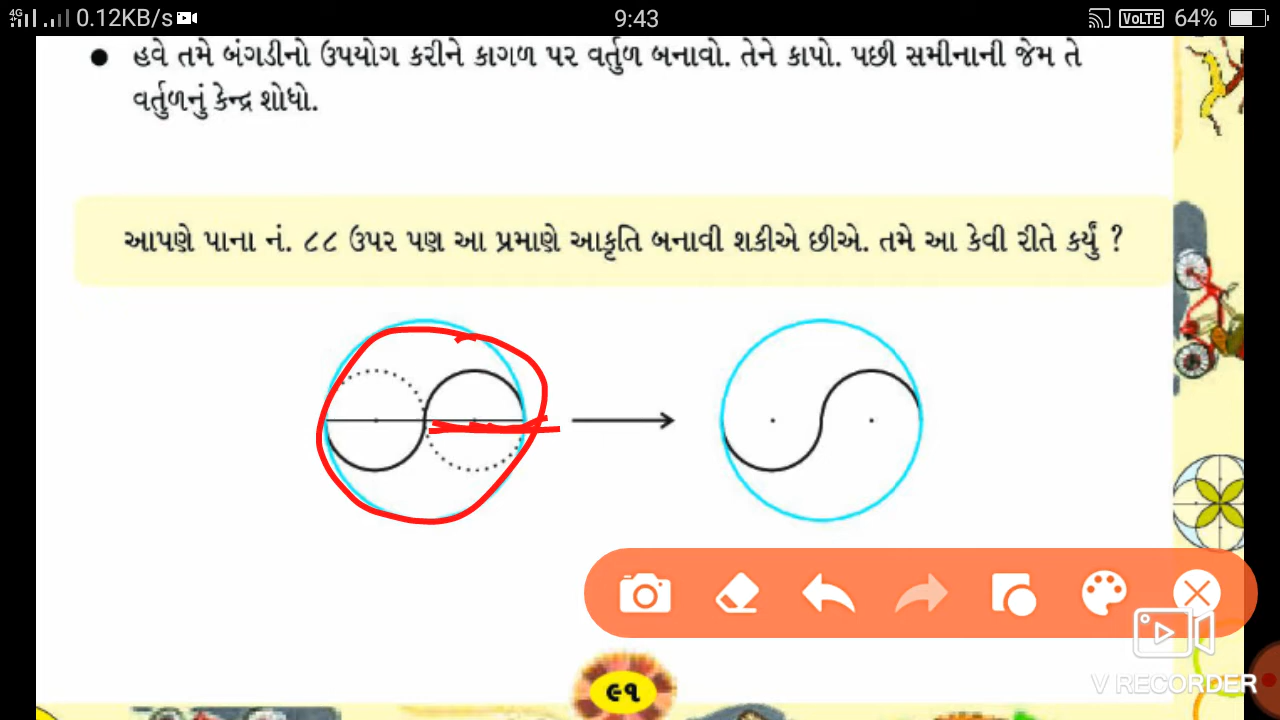 4G 0.12KB/s 9:43 VoLTE 64%
● હવે તમે બંગડીનો ઉપયોગ કરીને કાગળ પર વર્તુળ બનાવો. તેને કાપો. પછી સમીનાની જેમ તે
વર્તુળનું કેન્દ્ર શોધો.
આપણે પાના નં. ૮૮ ઉપર પણ આ પ્રમાણે આકૃતિ બનાવી શકીએ છીએ. તમે આ કેવી રીતે કર્યું ?
V RECORDER
૯૧